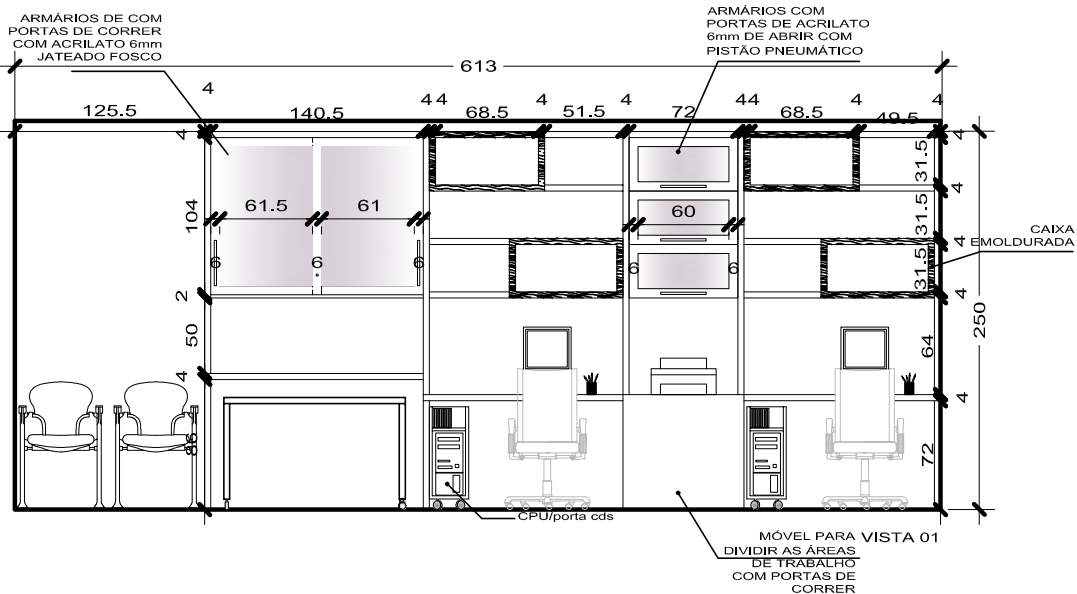 ARMÁRIOS DE COM
PORTAS DE CORRER
COM ACRILATO 6mm
JATEADO FOSCO
ARMÁRIOS COM
PORTAS DE ACRILATO
6mm DE ABRIR COM
PISTÃO PNEUMÁTICO
613
4
125.5
140.5
4 4
68.5
4
51.5
4
72
44
68.5
4
49.5
4
4
104
2
50
4
86
61.5
61
6
6
6
60
6
6
4
31.5
4
31.5
4
31.5
4
64
4
72
250
CAIXA
EMOLDURADA
CPU/porta cds
MÓVEL PARA
DIVIDIR AS ÁREAS
DE TRABALHO
COM PORTAS DE
CORRER
VISTA 01